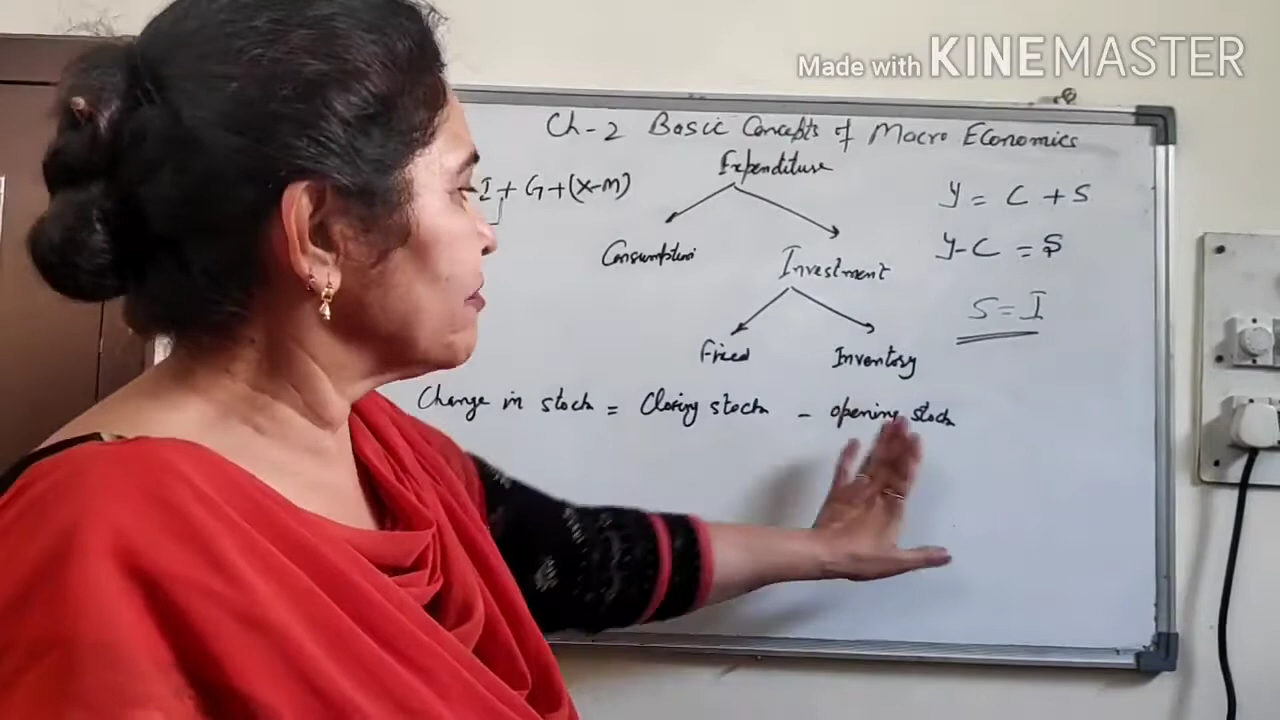 Made with KINEMASTER
Ch-2 Basic Concepts of Macro Economics
Expenditure
I + G + (X-M)
Y = C + S
Consumption
Investment
Y-C = S
S = I
Fixed
Inventory
Change in stock = Closing stock - opening stock